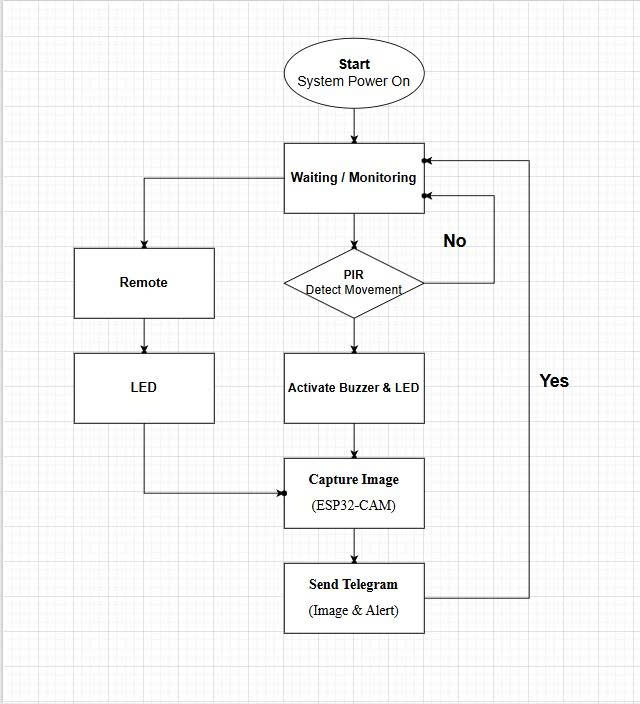 Start
System Power On
Waiting / Monitoring
No
Remote
PIR
Detect Movement
LED
Activate Buzzer & LED
Yes
Capture Image
(ESP32-CAM)
Send Telegram
(Image & Alert)